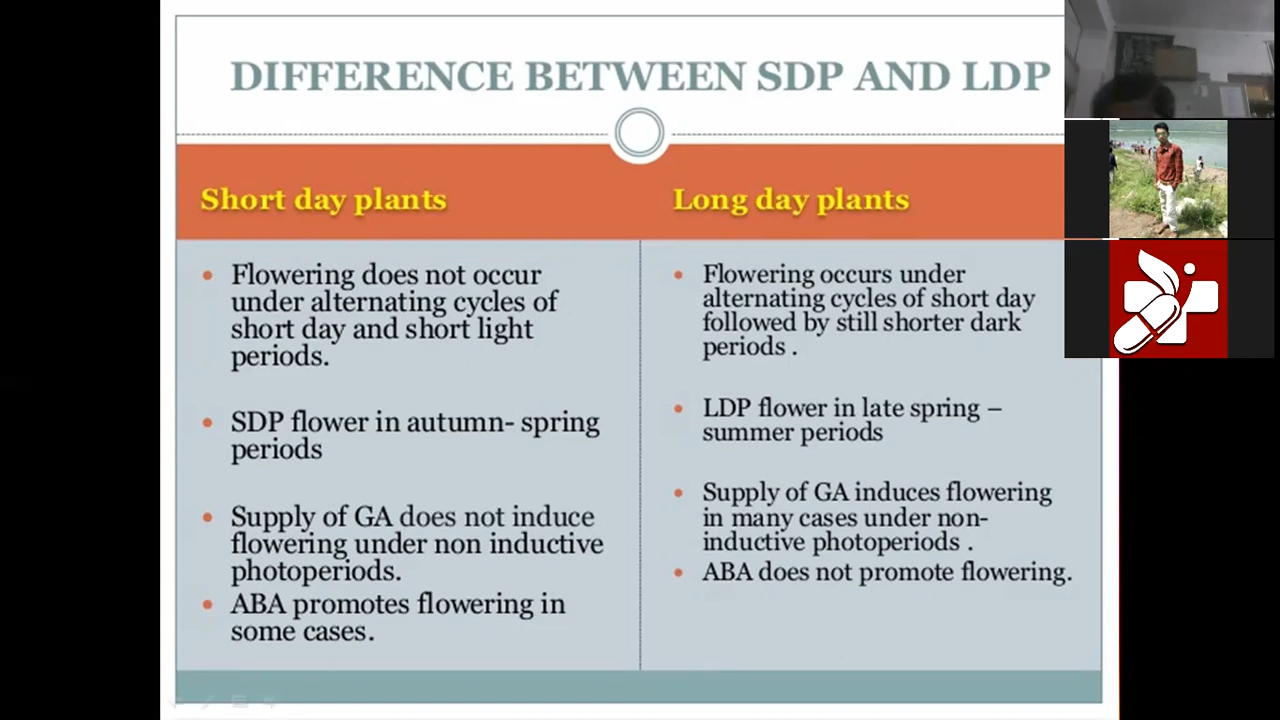 DIFFERENCE BETWEEN SDP AND LDP
Short day plants
• Flowering does not occur
under alternating cycles of
short day and short light
periods.
• SDP flower in autumn- spring
periods
• Supply of GA does not induce
flowering under non inductive
photoperiods.
• ABA promotes flowering in
some cases.
Long day plants
• Flowering occurs under
alternating cycles of short day
followed by still shorter dark
periods .
• LDP flower in late spring –
summer periods
• Supply of GA induces flowering
in many cases under non-
inductive photoperiods .
• ABA does not promote flowering.